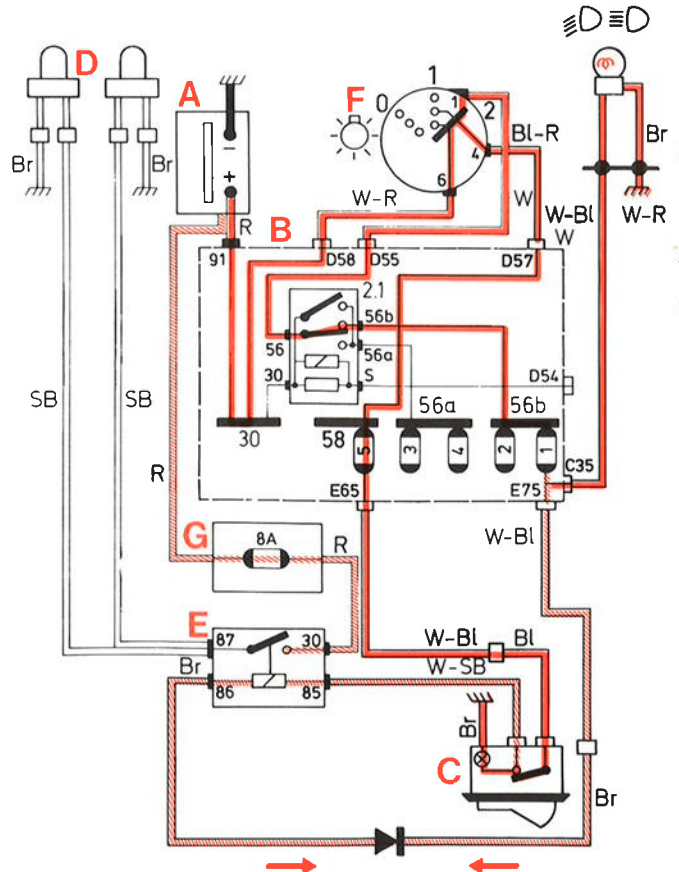 D
A
F
0
1
1
2
Bl-R
4
6
Br
Br
Br
−
+
R
W-R
W
W-Bl
W
W-R
B
91
D58
D55
D57
2.1
56b
56
56a
30
S
D54
SB
SB
30
58
56a
56b
5
3
4
2
1
C35
E65
E75
R
G
8A
R
W-Bl
E
87
30
W-Bl
Bl
W-SB
Br
86
85
Br
C
Br